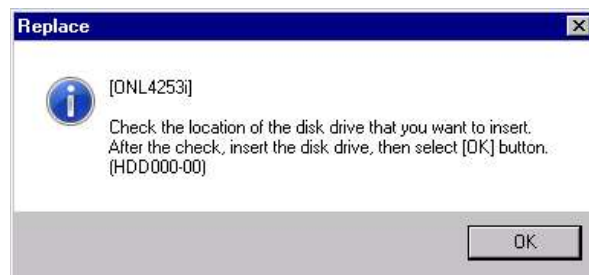 Replace
[ONL4253i]
Check the location of the disk drive that you want to insert.
After the check, insert the disk drive, then select [OK] button.
(HDD000-00)
OK